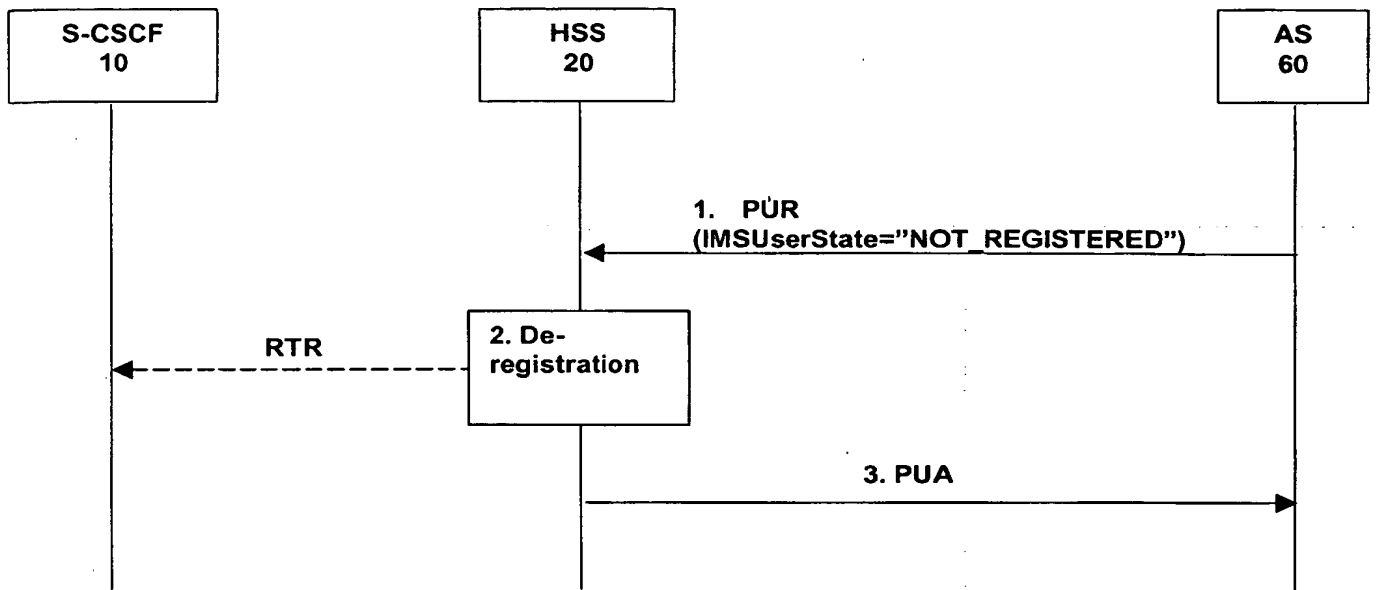 S-CSCF
10
HSS
20
AS
60
1. PUR
(IMSUserState="NOT_REGISTERED")
2. De-
registration
RTR
3. PUA